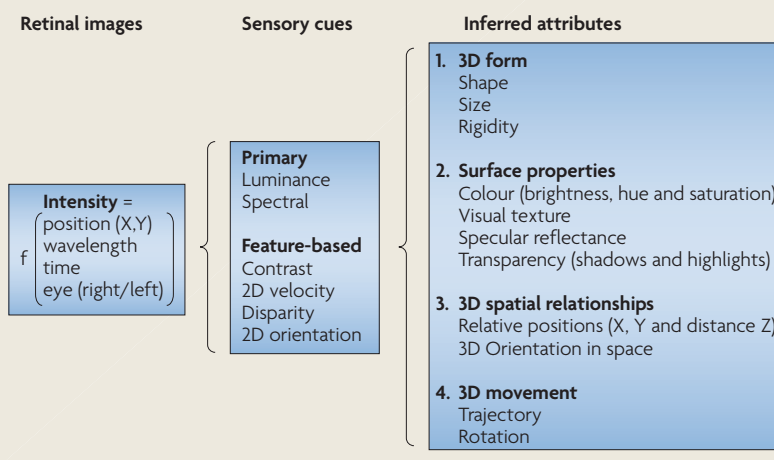 Retinal images
Sensory cues
Inferred attributes
Intensity =
f
position (X,Y)
wavelength
time
eye (right/left)
Primary
Luminance
Spectral
Feature-based
Contrast
2D velocity
Disparity
2D orientation
1. 3D form
Shape
Size
Rigidity
2. Surface properties
Colour (brightness, hue and saturation)
Visual texture
Specular reflectance
Transparency (shadows and highlights)
3. 3D spatial relationships
Relative positions (X, Y and distance Z)
3D Orientation in space
4. 3D movement
Trajectory
Rotation